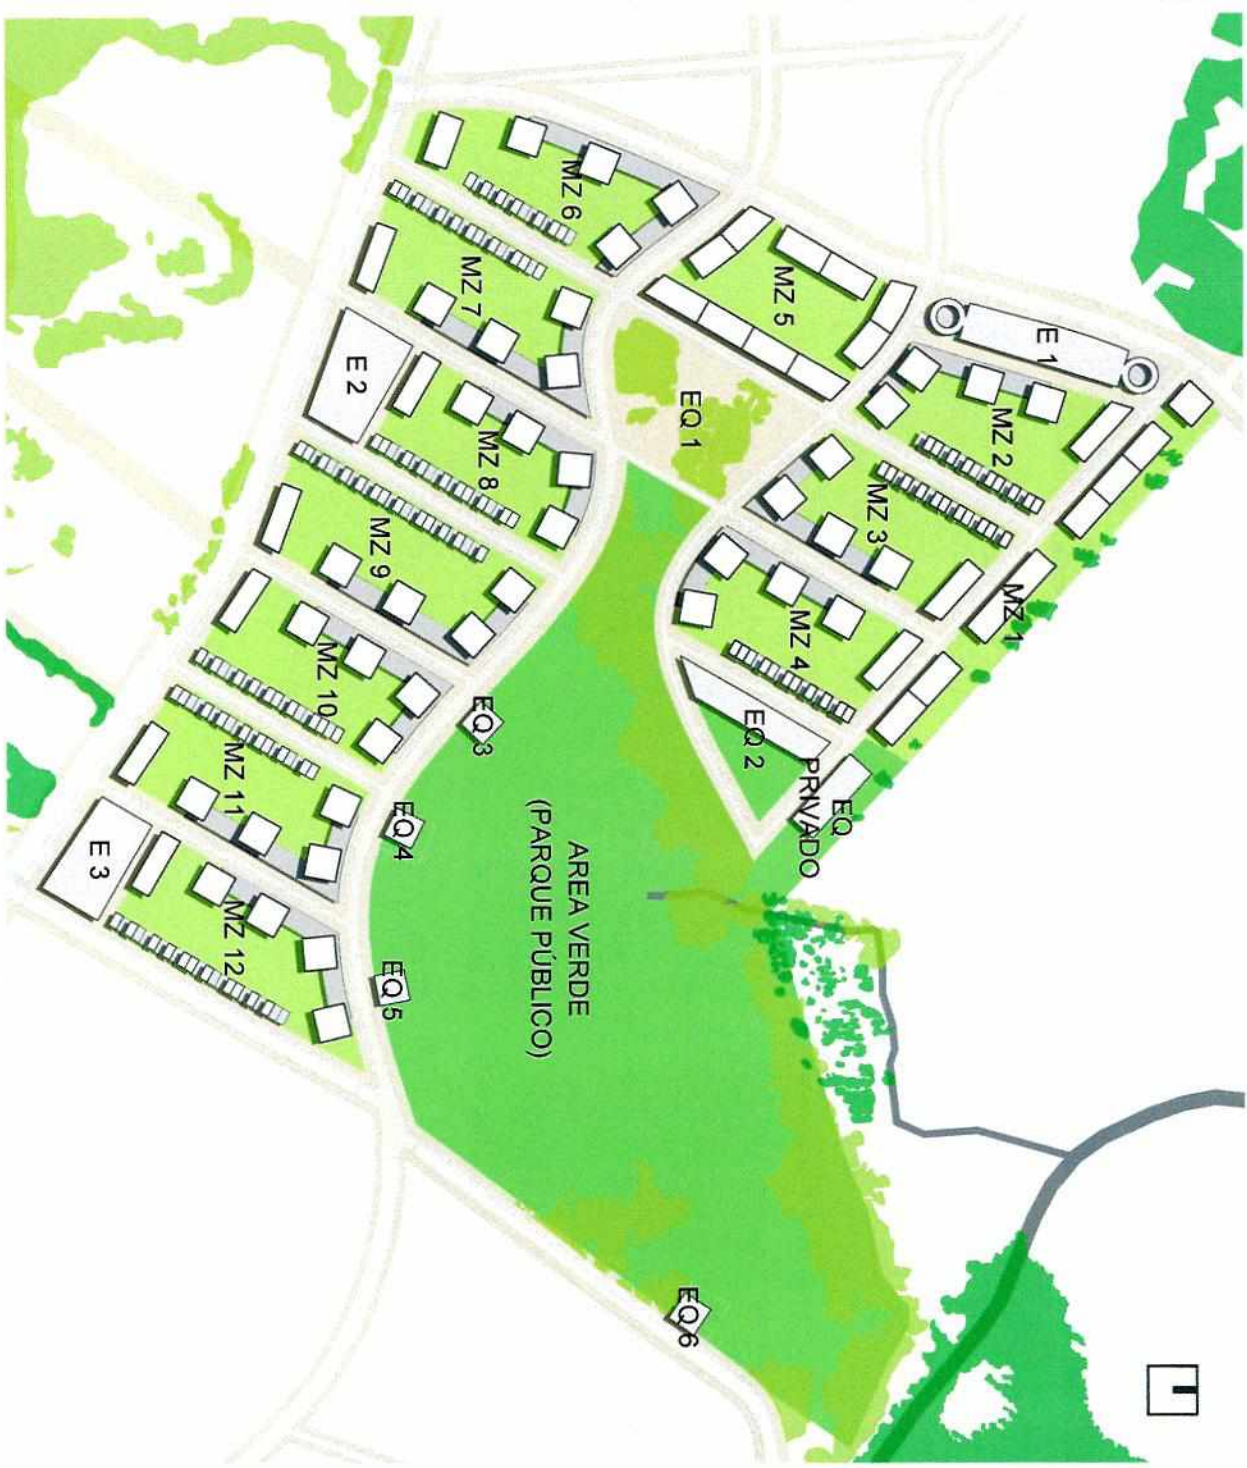 E 1
MZ 1
MZ 2
MZ 3
MZ 4
MZ 5
MZ 6
MZ 7
MZ 8
MZ 9
MZ 10
MZ 11
MZ 12
E 2
E 3
EQ 1
EQ 2
EQ
PRIVADO
EQ 3
EQ 4
EQ 5
EQ 6
AREA VERDE
(PARQUE PÚBLICO)